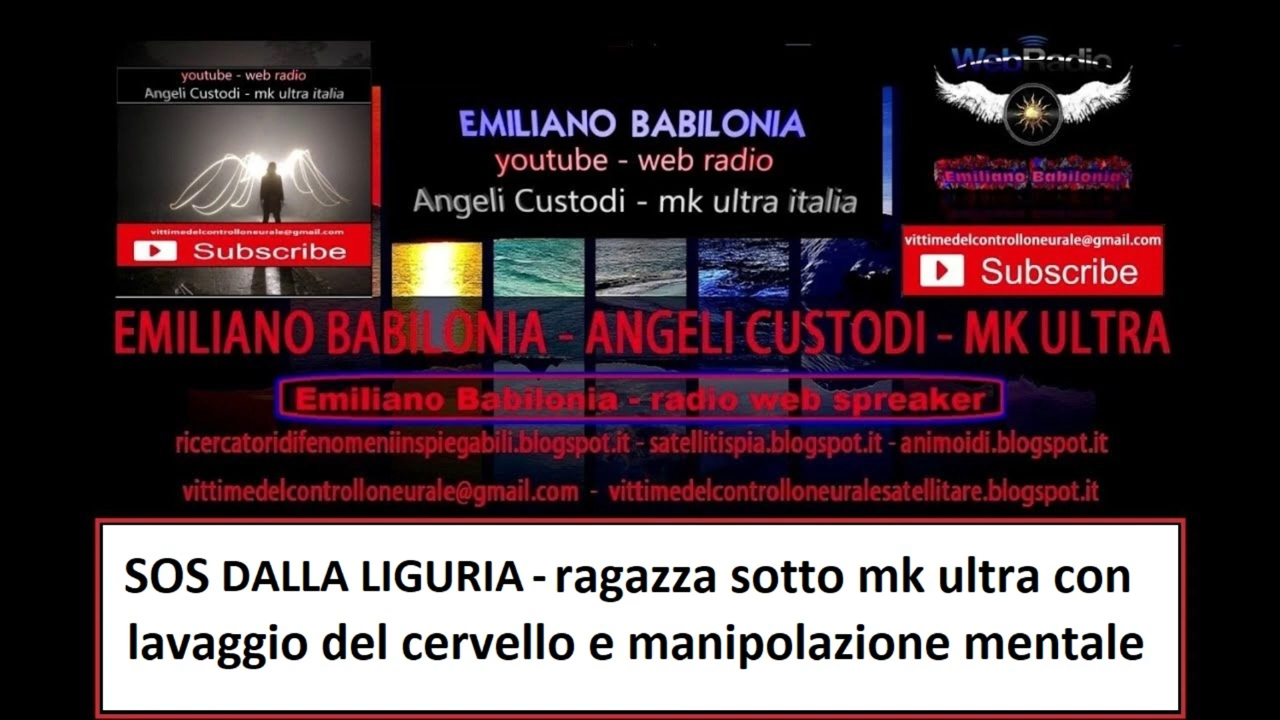 youtube - web radio
Angeli Custodi - mk ultra italia
vittimedelcontrolloneurale@gmail.com
Subscribe
EMILIANO BABILONIA
youtube - web radio
Angeli Custodi - mk ultra italia
WebRadio
Emiliano Babilonia
vittimedelcontrolloneurale@gmail.com
Subscribe
EMILIANO BABILONIA - ANGELI CUSTODI - MK ULTRA
Emiliano Babilonia - radio web spreaker
ricercatoridifenomeniinspiegabili.blogspot.it - satellitispia.blogspot.it - animoidi.blogspot.it
vittimedelcontrolloneurale@gmail.com - vittimedelcontrolloneuralesatellitare.blogspot.it
SOS DALLA LIGURIA - ragazza sotto mk ultra con
lavaggio del cervello e manipolazione mentale